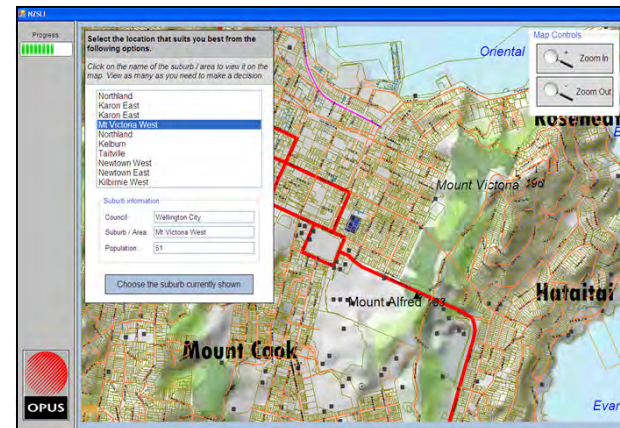 NZSLI
Progress
Select the location that suits you best from the
following options.
Click on the name of the suburb / area to view it on the
map. View as many as you need to make a decision.
Northland
Karori East
Karori East
Mt Victoria West
Northland
Kelburn
Taitville
Newtown West
Newtown East
Kilbirnie West
Suburb information
Council:
Wellington City
Suburb / Area:
Mt Victoria West
Population:
51
Choose the suburb currently shown
Map Controls
Zoom In
Zoom Out
Oriental
Roseneat
Mount Victoria
Hataitai
Mount Alfred
Mount Cook
Evan
OPUS